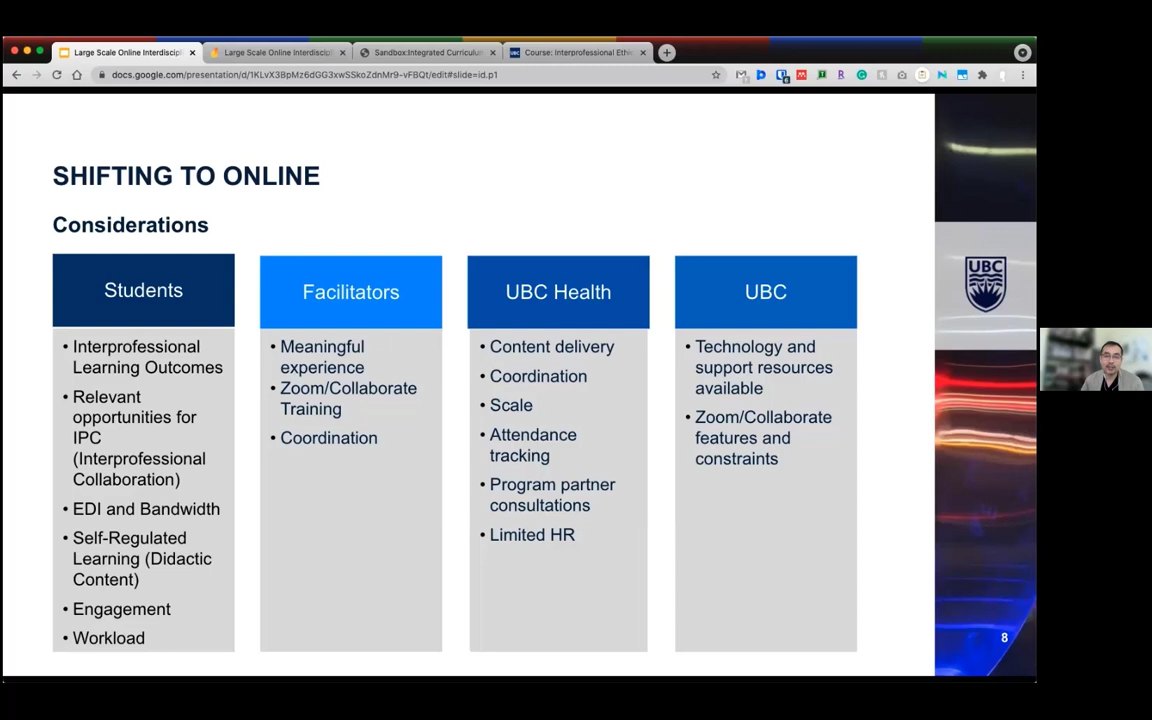 Large Scale Online Interdiscipli
Large Scale Online Interdiscipli
Sandbox:Integrated Curriculum
Course: Interprofessional Ethi
docs.google.com/presentation/d/1KLvX3BpMz6dGG3xwSSkoZdnMr9-vFBQt/edit#slide=id.p1
SHIFTING TO ONLINE
Considerations
Students
• Interprofessional
Learning Outcomes
• Relevant
opportunities for
IPC
(Interprofessional
Collaboration)
• EDI and Bandwidth
• Self-Regulated
Learning (Didactic
Content)
• Engagement
• Workload
Facilitators
• Meaningful
experience
• Zoom/Collaborate
Training
• Coordination
UBC Health
• Content delivery
• Coordination
• Scale
• Attendance
tracking
• Program partner
consultations
• Limited HR
UBC
• Technology and
support resources
available
• Zoom/Collaborate
features and
constraints
UBC
8